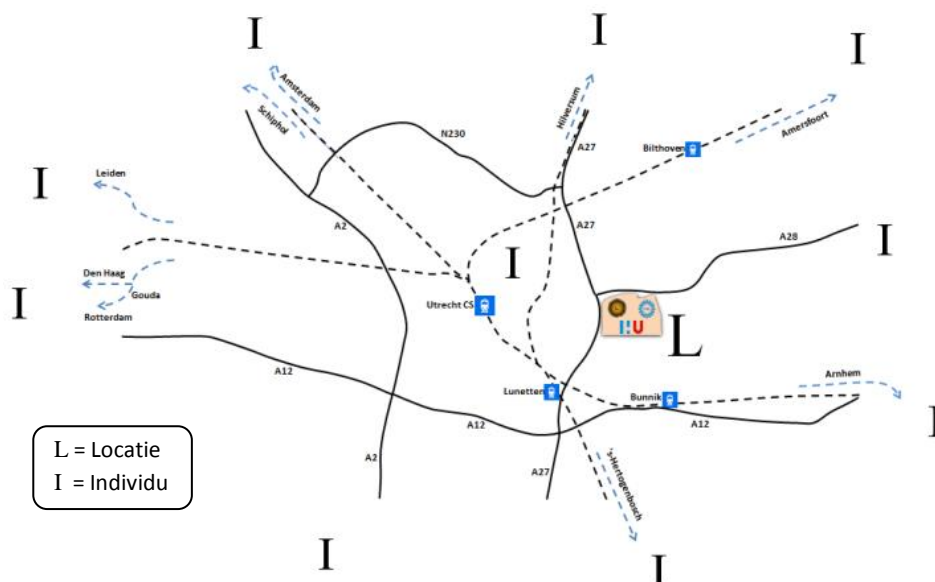 I
I
I
Amsterdam
Schiphol
Hilversum
Amersfoort
N230
A27
Bilthoven
I
Leiden
A2
A27
A28
I
I
I
Den Haag
Gouda
Rotterdam
Utrecht CS
HU
L
A12
Lunetten
Bunnik
Arnhem
A12
A12
I
A2
A27
's-Hertogenbosch
L = Locatie
I = Individu
I
I